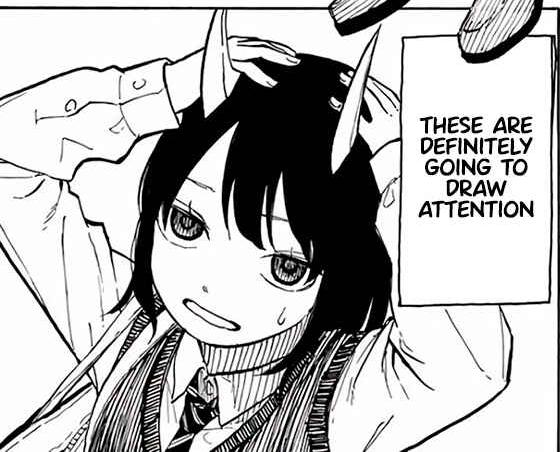 THESE ARE
DEFINITELY
GOING TO
DRAW
ATTENTION